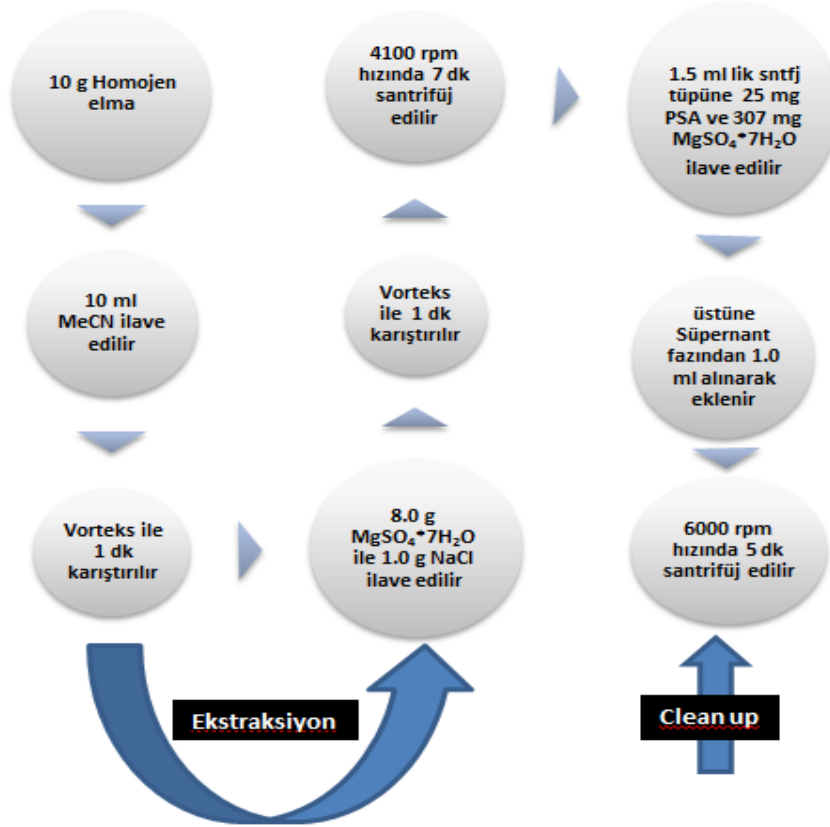 10 g Homojen
elma
10 ml
MeCN ilave
edilir
Vorteks ile
1 dk
karıştırılır
8.0 g
MgSO₄*7H₂O
ile 1.0 g NaCl
ilave edilir
Vorteks
ile 1 dk
karıştırılır
4100 rpm
hızında 7 dk
santrifüj
edilir
1.5 ml lik sntfj
tüpüne 25 mg
PSA ve 307 mg
MgSO₄*7H₂O
ilave edilir
üstüne
Süpernant
fazından 1.0
ml alınarak
eklenir
6000 rpm
hızında 5 dk
santrifüj edilir
Ekstraksiyon
Clean up